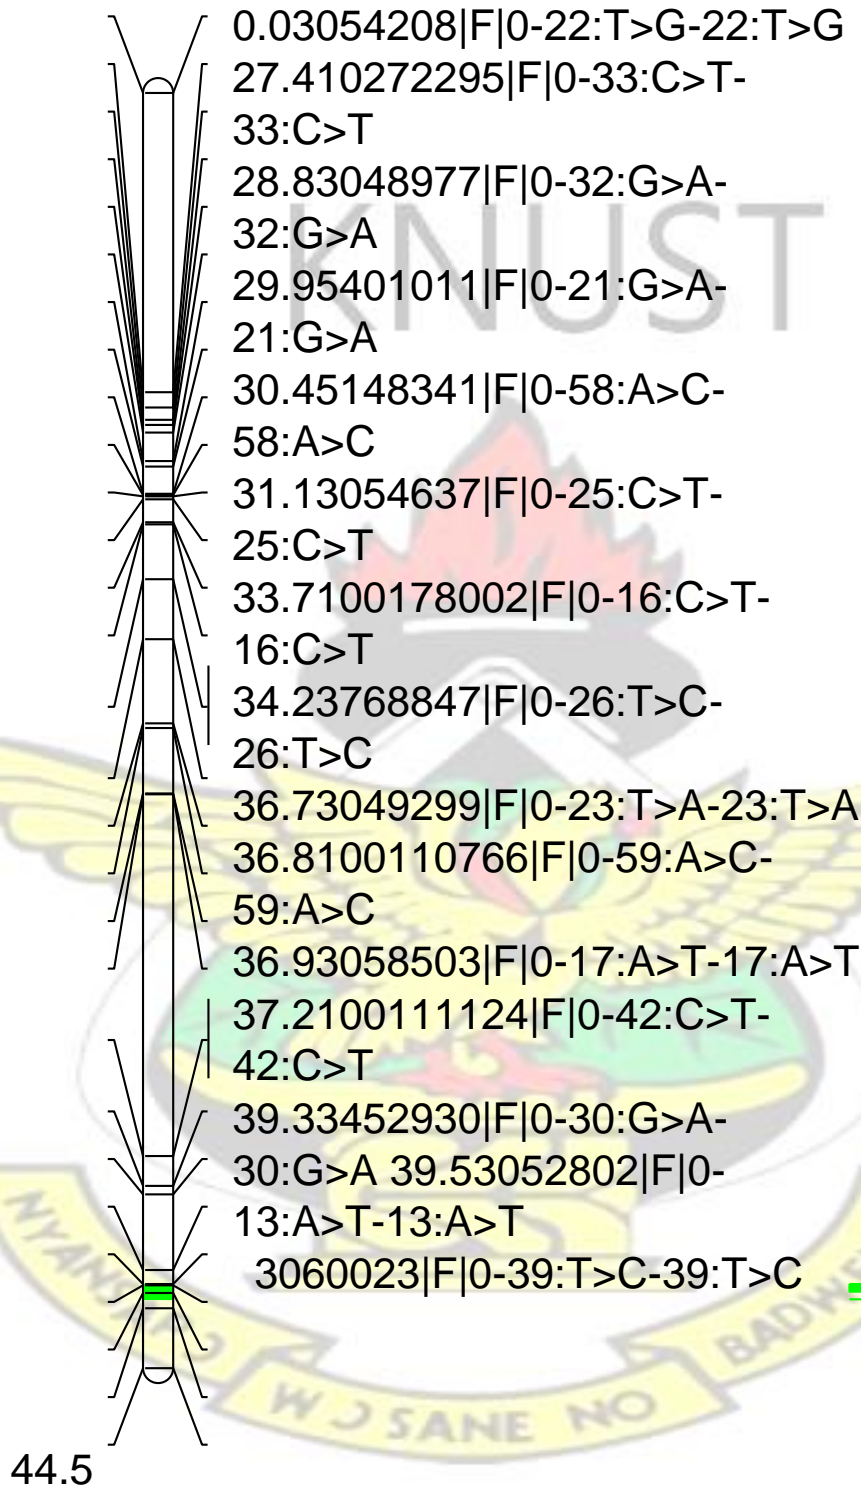 0.03054208|F|0-22:T>G-22:T>G
27.410272295|F|0-33:C>T-
33:C>T
28.83048977|F|0-32:G>A-
32:G>A
29.95401011|F|0-21:G>A-
21:G>A
30.45148341|F|0-58:A>C-
58:A>C
31.13054637|F|0-25:C>T-
25:C>T
33.7100178002|F|0-16:C>T-
16:C>T
34.23768847|F|0-26:T>C-
26:T>C
36.73049299|F|0-23:T>A-23:T>A
36.8100110766|F|0-59:A>C-
59:A>C
36.93058503|F|0-17:A>T-17:A>T
37.2100111124|F|0-42:C>T-
42:C>T
39.33452930|F|0-30:G>A-
30:G>A 39.53052802|F|0-
13:A>T-13:A>T
3060023|F|0-39:T>C-39:T>C
44.5
KNUST
W Ɔ SANE NO